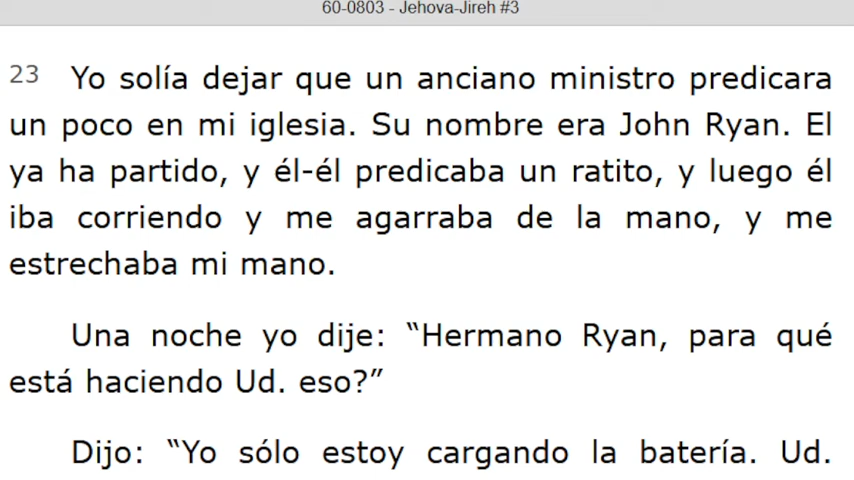 60-0803 - Jehova-Jireh #3
23 Yo solía dejar que un anciano ministro predicara
un poco en mi iglesia. Su nombre era John Ryan. El
ya ha partido, y él-él predicaba un ratito, y luego él
iba corriendo y me agarraba de la mano, y me
estrechaba mi mano.
Una noche yo dije: “Hermano Ryan, para qué
está haciendo Ud. eso?”
Dijo: “Yo sólo estoy cargando la batería. Ud.